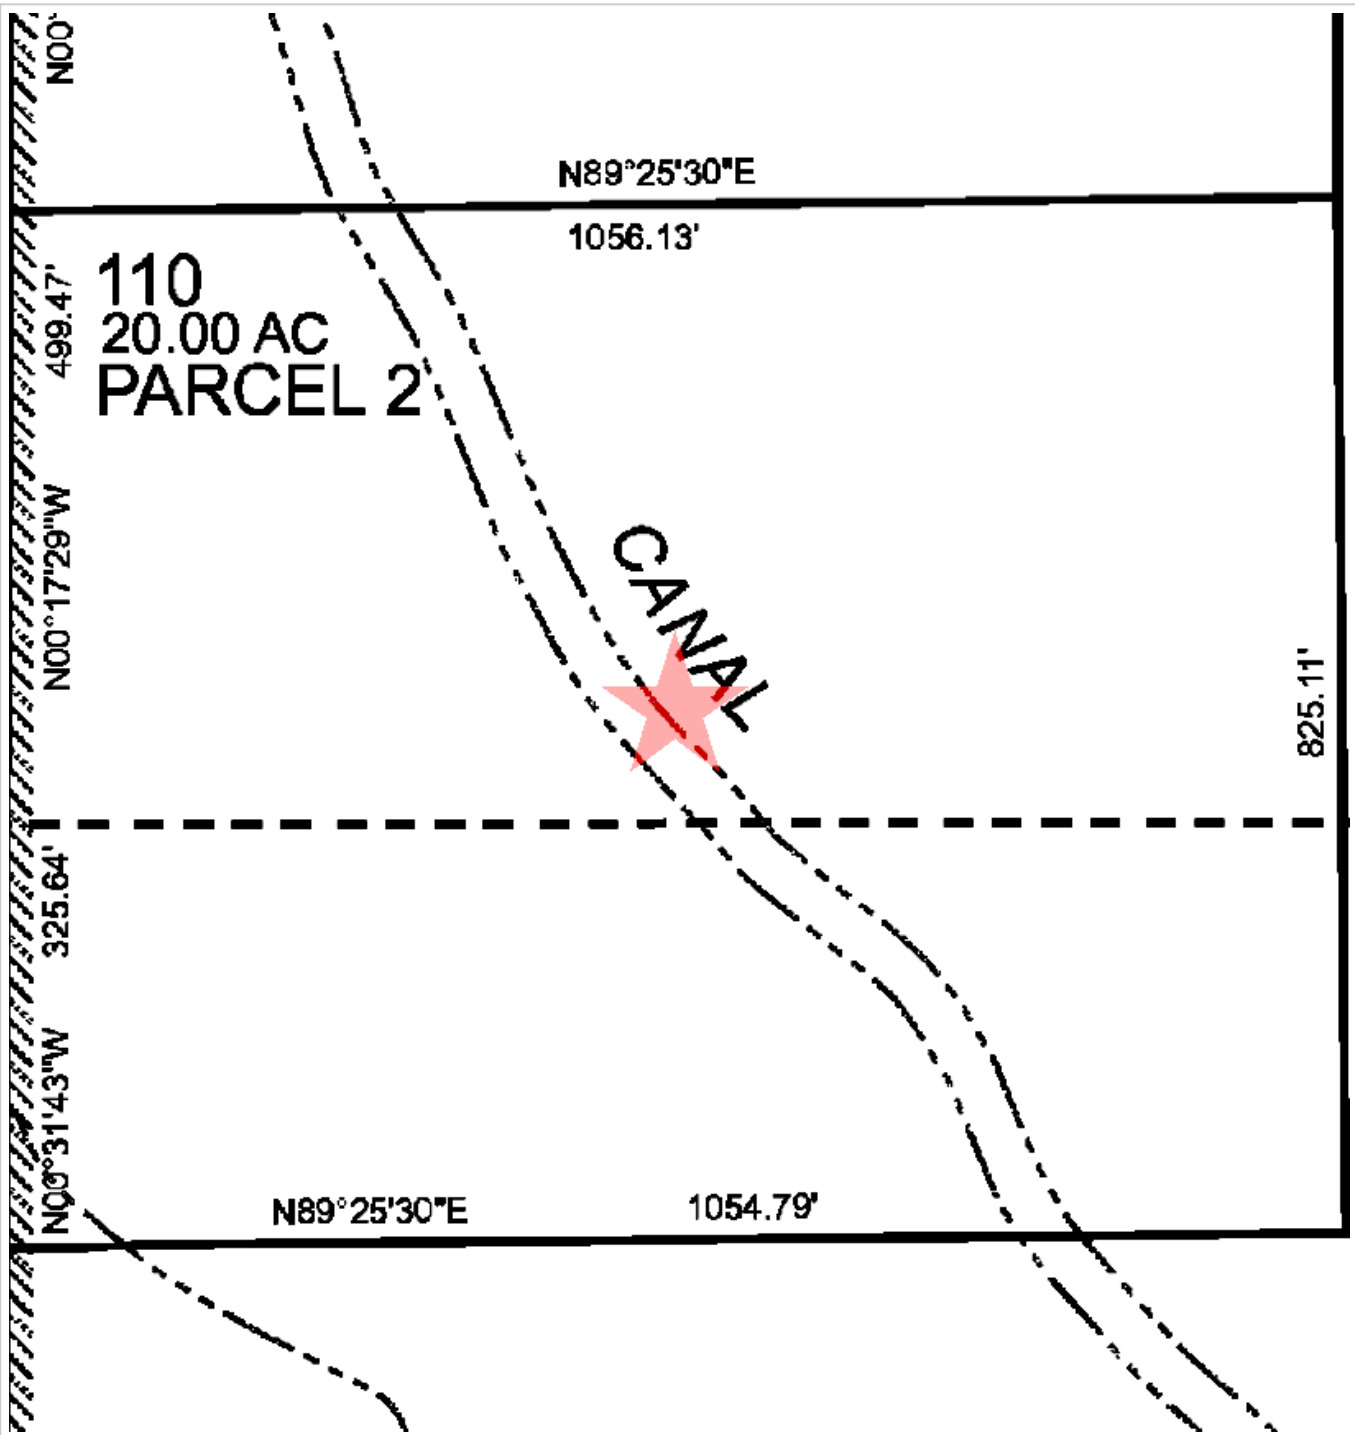 N00°
N89°25'30"E
1056.13'
110
20.00 AC
PARCEL 2
499.47'
N00°17'29"W
CANAL
825.11'
325.64'
N00°31'43"W
N89°25'30"E
1054.79'